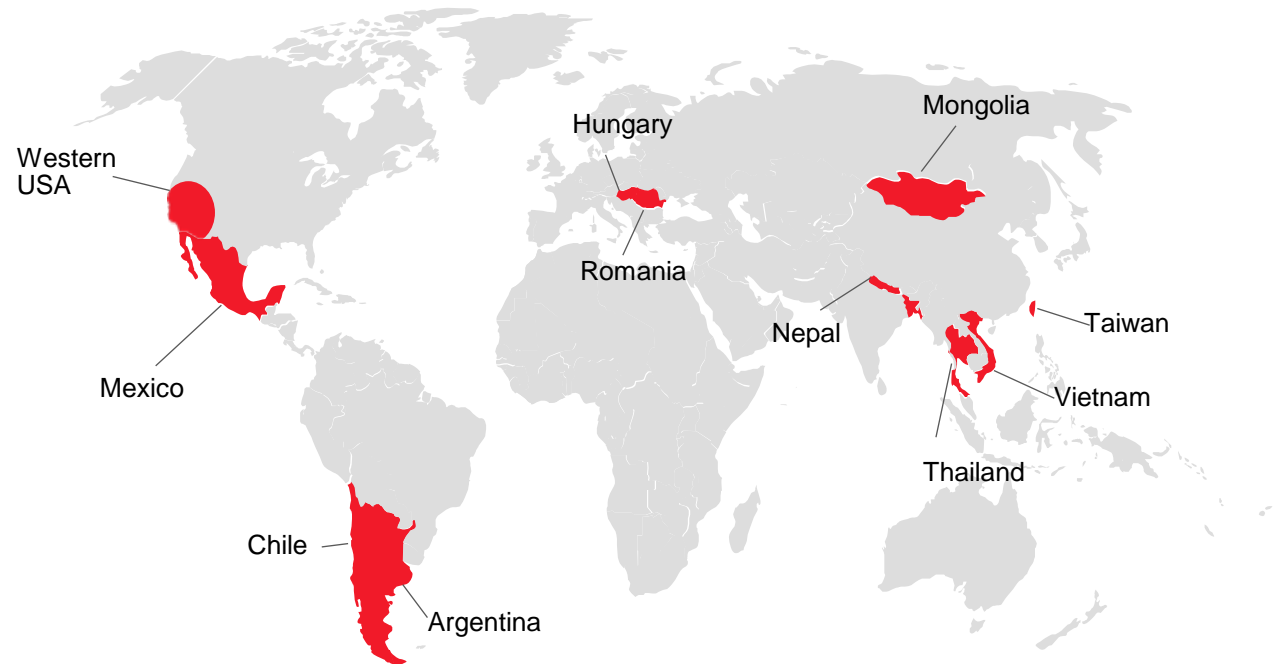 Mongolia
Hungary
Western
USA
Romania
Nepal
Taiwan
Mexico
Vietnam
Thailand
Chile
Argentina